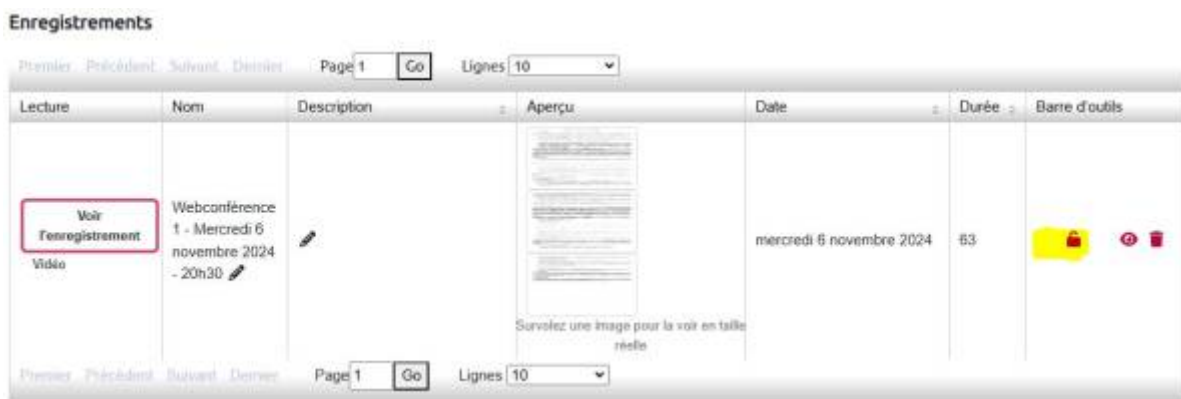 Enregistrements
Premier Précédent Suivant Dernier Page 1 Go Lignes 10
Lecture Nom Description Aperçu Date Durée Barre d'outils
Voir
l'enregistrement
Vidéo
Webconférence
1 - Mercredi 6
novembre 2024
- 20h30
Survolez une image pour la voir en taille
réelle
mercredi 6 novembre 2024
63
Premier Précédent Suivant Dernier Page 1 Go Lignes 10